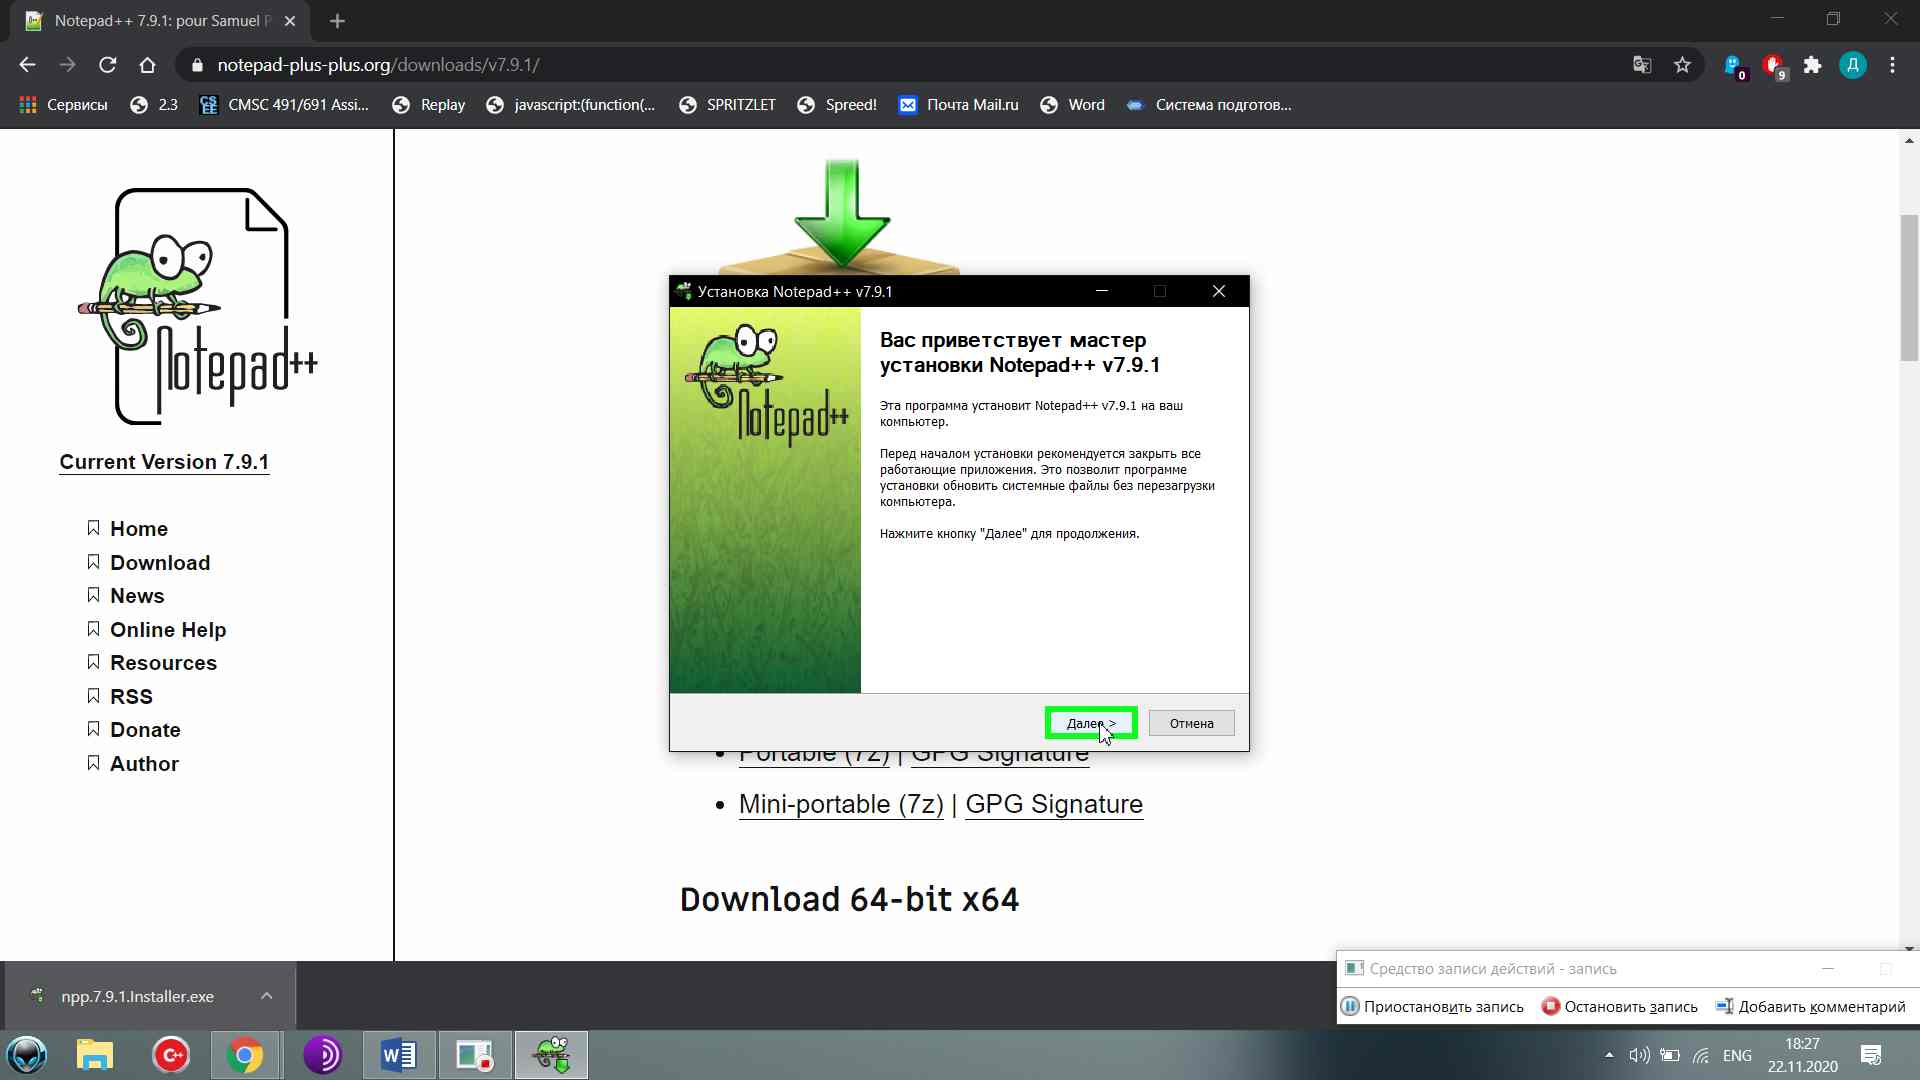 Notepad++ 7.9.1: pour Samuel P
notepad-plus-plus.org/downloads/v7.9.1/
0
9
Д
Сервисы
2.3
CMSC 491/691 Assi...
Replay
javascript:(function(...
SPRITZLET
Spreed!
Почта Mail.ru
Word
Система подготов...
Notepad++
Current Version 7.9.1
Home
Download
News
Online Help
Resources
RSS
Donate
Author
Установка Notepad++ v7.9.1
Notepad++
Вас приветствует мастер
установки Notepad++ v7.9.1
Эта программа установит Notepad++ v7.9.1 на ваш
компьютер.
Перед началом установки рекомендуется закрыть все
работающие приложения. Это позволит программе
установки обновить системные файлы без перезагрузки
компьютера.
Нажмите кнопку "Далее" для продолжения.
Далее >
Отмена
Portable (7z) | GPG Signature
Mini-portable (7z) | GPG Signature
Download 64-bit x64
Средство записи действий - запись
Приостановить запись
Остановить запись
Добавить комментарий
npp.7.9.1.Installer.exe
ENG
18:27
22.11.2020